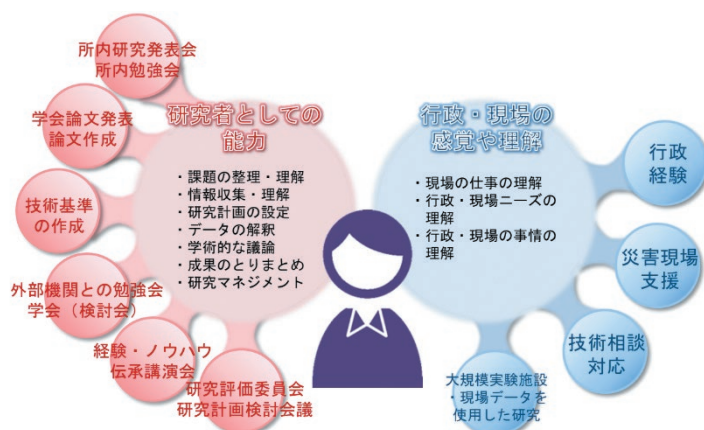 所内研究発表会
所内勉強会
学会論文発表
論文作成
技術基準
の作成
外部機関との勉強会
学会（検討会）
経験・ノウハウ
伝承講演会
研究評価委員会
研究計画検討会議
研究者としての
能力
・課題の整理・理解
・情報収集・理解
・研究計画の設定
・データの解釈
・学術的な議論
・成果のとりまとめ
・研究マネジメント
行政・現場の
感覚や理解
・現場の仕事の理解
・行政・現場ニーズの
理解
・行政・現場の事情の
理解
行政
経験
災害現場
支援
技術相談
対応
大規模実験施設
・現場データを
使用した研究